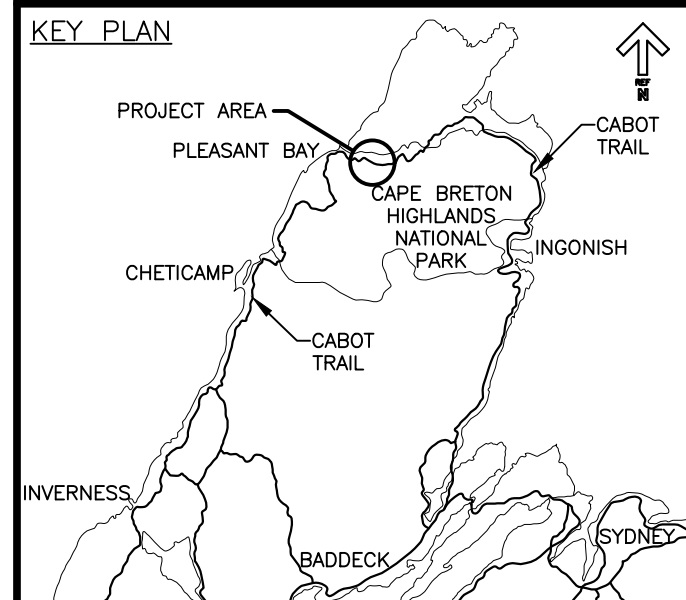 KEY PLAN
REF
N
PROJECT AREA
CABOT
TRAIL
PLEASANT BAY
CAPE BRETON
HIGHLANDS
NATIONAL
PARK
INGONISH
CHETICAMP
CABOT
TRAIL
INVERNESS
SYDNEY
BADDECK